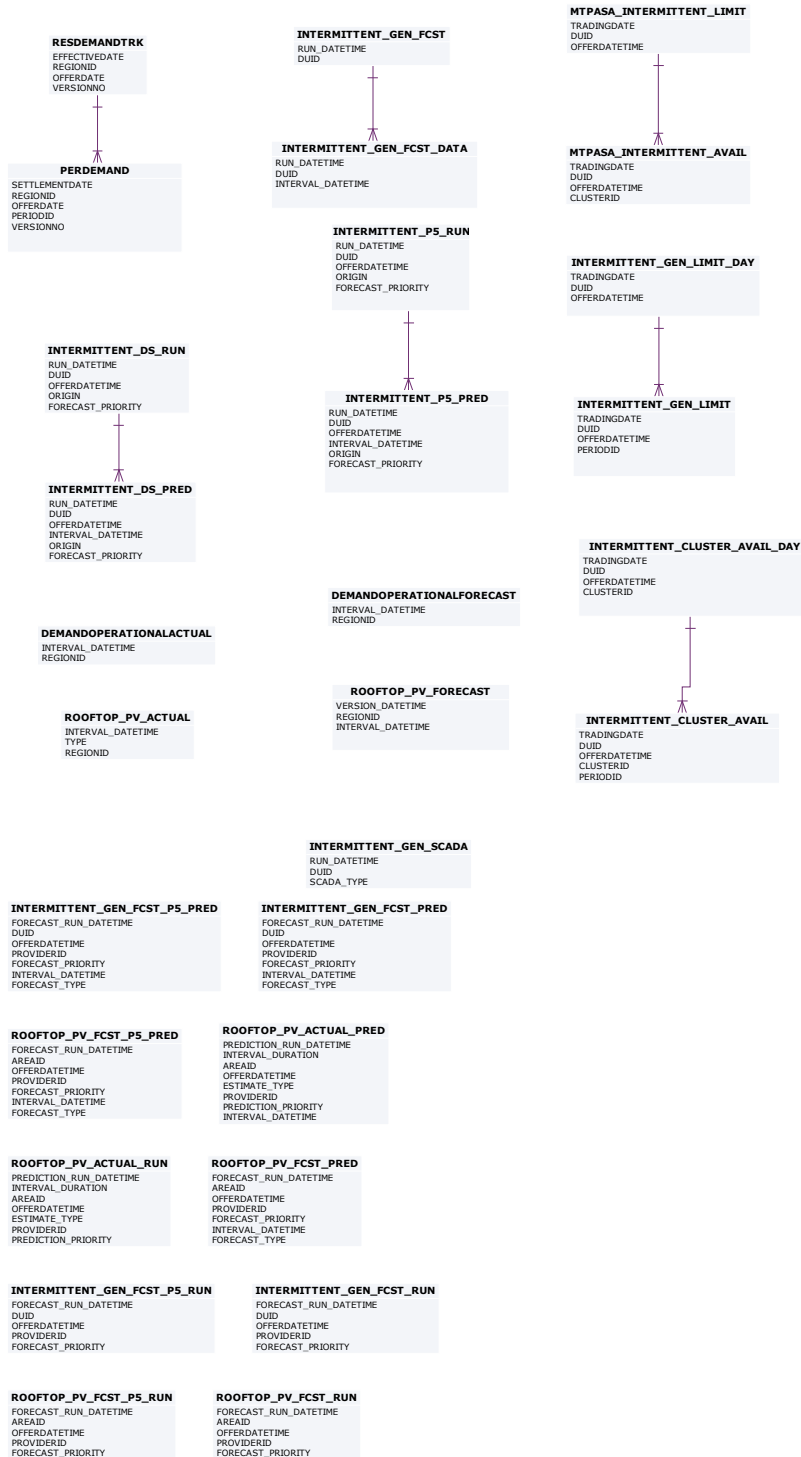 RESDEMANDTRK
EFFECTIVEDATE
REGIONID
OFFERDATE
VERSIONNO
PERDEMAND
SETTLEMENTDATE
REGIONID
OFFERDATE
PERIODID
VERSIONNO
INTERMITTENT_GEN_FCST
RUN_DATETIME
DUID
INTERMITTENT_GEN_FCST_DATA
RUN_DATETIME
DUID
INTERVAL_DATETIME
MTPASA_INTERMITTENT_LIMIT
TRADINGDATE
DUID
OFFERDATETIME
MTPASA_INTERMITTENT_AVAIL
TRADINGDATE
DUID
OFFERDATETIME
CLUSTERID
INTERMITTENT_P5_RUN
RUN_DATETIME
DUID
OFFERDATETIME
ORIGIN
FORECAST_PRIORITY
INTERMITTENT_P5_PRED
RUN_DATETIME
DUID
OFFERDATETIME
INTERVAL_DATETIME
ORIGIN
FORECAST_PRIORITY
INTERMITTENT_GEN_LIMIT_DAY
TRADINGDATE
DUID
OFFERDATETIME
INTERMITTENT_GEN_LIMIT
TRADINGDATE
DUID
OFFERDATETIME
PERIODID
INTERMITTENT_DS_RUN
RUN_DATETIME
DUID
OFFERDATETIME
ORIGIN
FORECAST_PRIORITY
INTERMITTENT_DS_PRED
RUN_DATETIME
DUID
OFFERDATETIME
INTERVAL_DATETIME
ORIGIN
FORECAST_PRIORITY
INTERMITTENT_CLUSTER_AVAIL_DAY
TRADINGDATE
DUID
OFFERDATETIME
CLUSTERID
INTERMITTENT_CLUSTER_AVAIL
TRADINGDATE
DUID
OFFERDATETIME
CLUSTERID
PERIODID
DEMANDOPERATIONALFORECAST
INTERVAL_DATETIME
REGIONID
DEMANDOPERATIONALACTUAL
INTERVAL_DATETIME
REGIONID
ROOFTOP_PV_FORECAST
VERSION_DATETIME
REGIONID
INTERVAL_DATETIME
ROOFTOP_PV_ACTUAL
INTERVAL_DATETIME
TYPE
REGIONID
INTERMITTENT_GEN_SCADA
RUN_DATETIME
DUID
SCADA_TYPE
INTERMITTENT_GEN_FCST_P5_PRED
FORECAST_RUN_DATETIME
DUID
OFFERDATETIME
PROVIDERID
FORECAST_PRIORITY
INTERVAL_DATETIME
FORECAST_TYPE
INTERMITTENT_GEN_FCST_PRED
FORECAST_RUN_DATETIME
DUID
OFFERDATETIME
PROVIDERID
FORECAST_PRIORITY
INTERVAL_DATETIME
FORECAST_TYPE
ROOFTOP_PV_FCST_P5_PRED
FORECAST_RUN_DATETIME
AREAID
OFFERDATETIME
PROVIDERID
FORECAST_PRIORITY
INTERVAL_DATETIME
FORECAST_TYPE
ROOFTOP_PV_ACTUAL_PRED
PREDICTION_RUN_DATETIME
INTERVAL_DURATION
AREAID
OFFERDATETIME
ESTIMATE_TYPE
PROVIDERID
PREDICTION_PRIORITY
INTERVAL_DATETIME
ROOFTOP_PV_ACTUAL_RUN
PREDICTION_RUN_DATETIME
INTERVAL_DURATION
AREAID
OFFERDATETIME
ESTIMATE_TYPE
PROVIDERID
PREDICTION_PRIORITY
ROOFTOP_PV_FCST_PRED
FORECAST_RUN_DATETIME
AREAID
OFFERDATETIME
PROVIDERID
FORECAST_PRIORITY
INTERVAL_DATETIME
FORECAST_TYPE
INTERMITTENT_GEN_FCST_P5_RUN
FORECAST_RUN_DATETIME
DUID
OFFERDATETIME
PROVIDERID
FORECAST_PRIORITY
INTERMITTENT_GEN_FCST_RUN
FORECAST_RUN_DATETIME
DUID
OFFERDATETIME
PROVIDERID
FORECAST_PRIORITY
ROOFTOP_PV_FCST_P5_RUN
FORECAST_RUN_DATETIME
AREAID
OFFERDATETIME
PROVIDERID
FORECAST_PRIORITY
ROOFTOP_PV_FCST_RUN
FORECAST_RUN_DATETIME
AREAID
OFFERDATETIME
PROVIDERID
FORECAST_PRIORITY